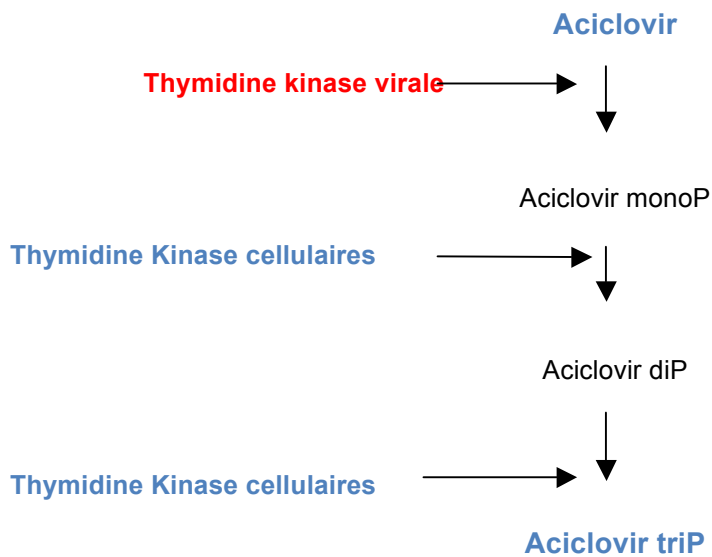 Aciclovir
Thymidine kinase virale
Aciclovir monoP
Thymidine Kinase cellulaires
Aciclovir diP
Thymidine Kinase cellulaires
Aciclovir triP